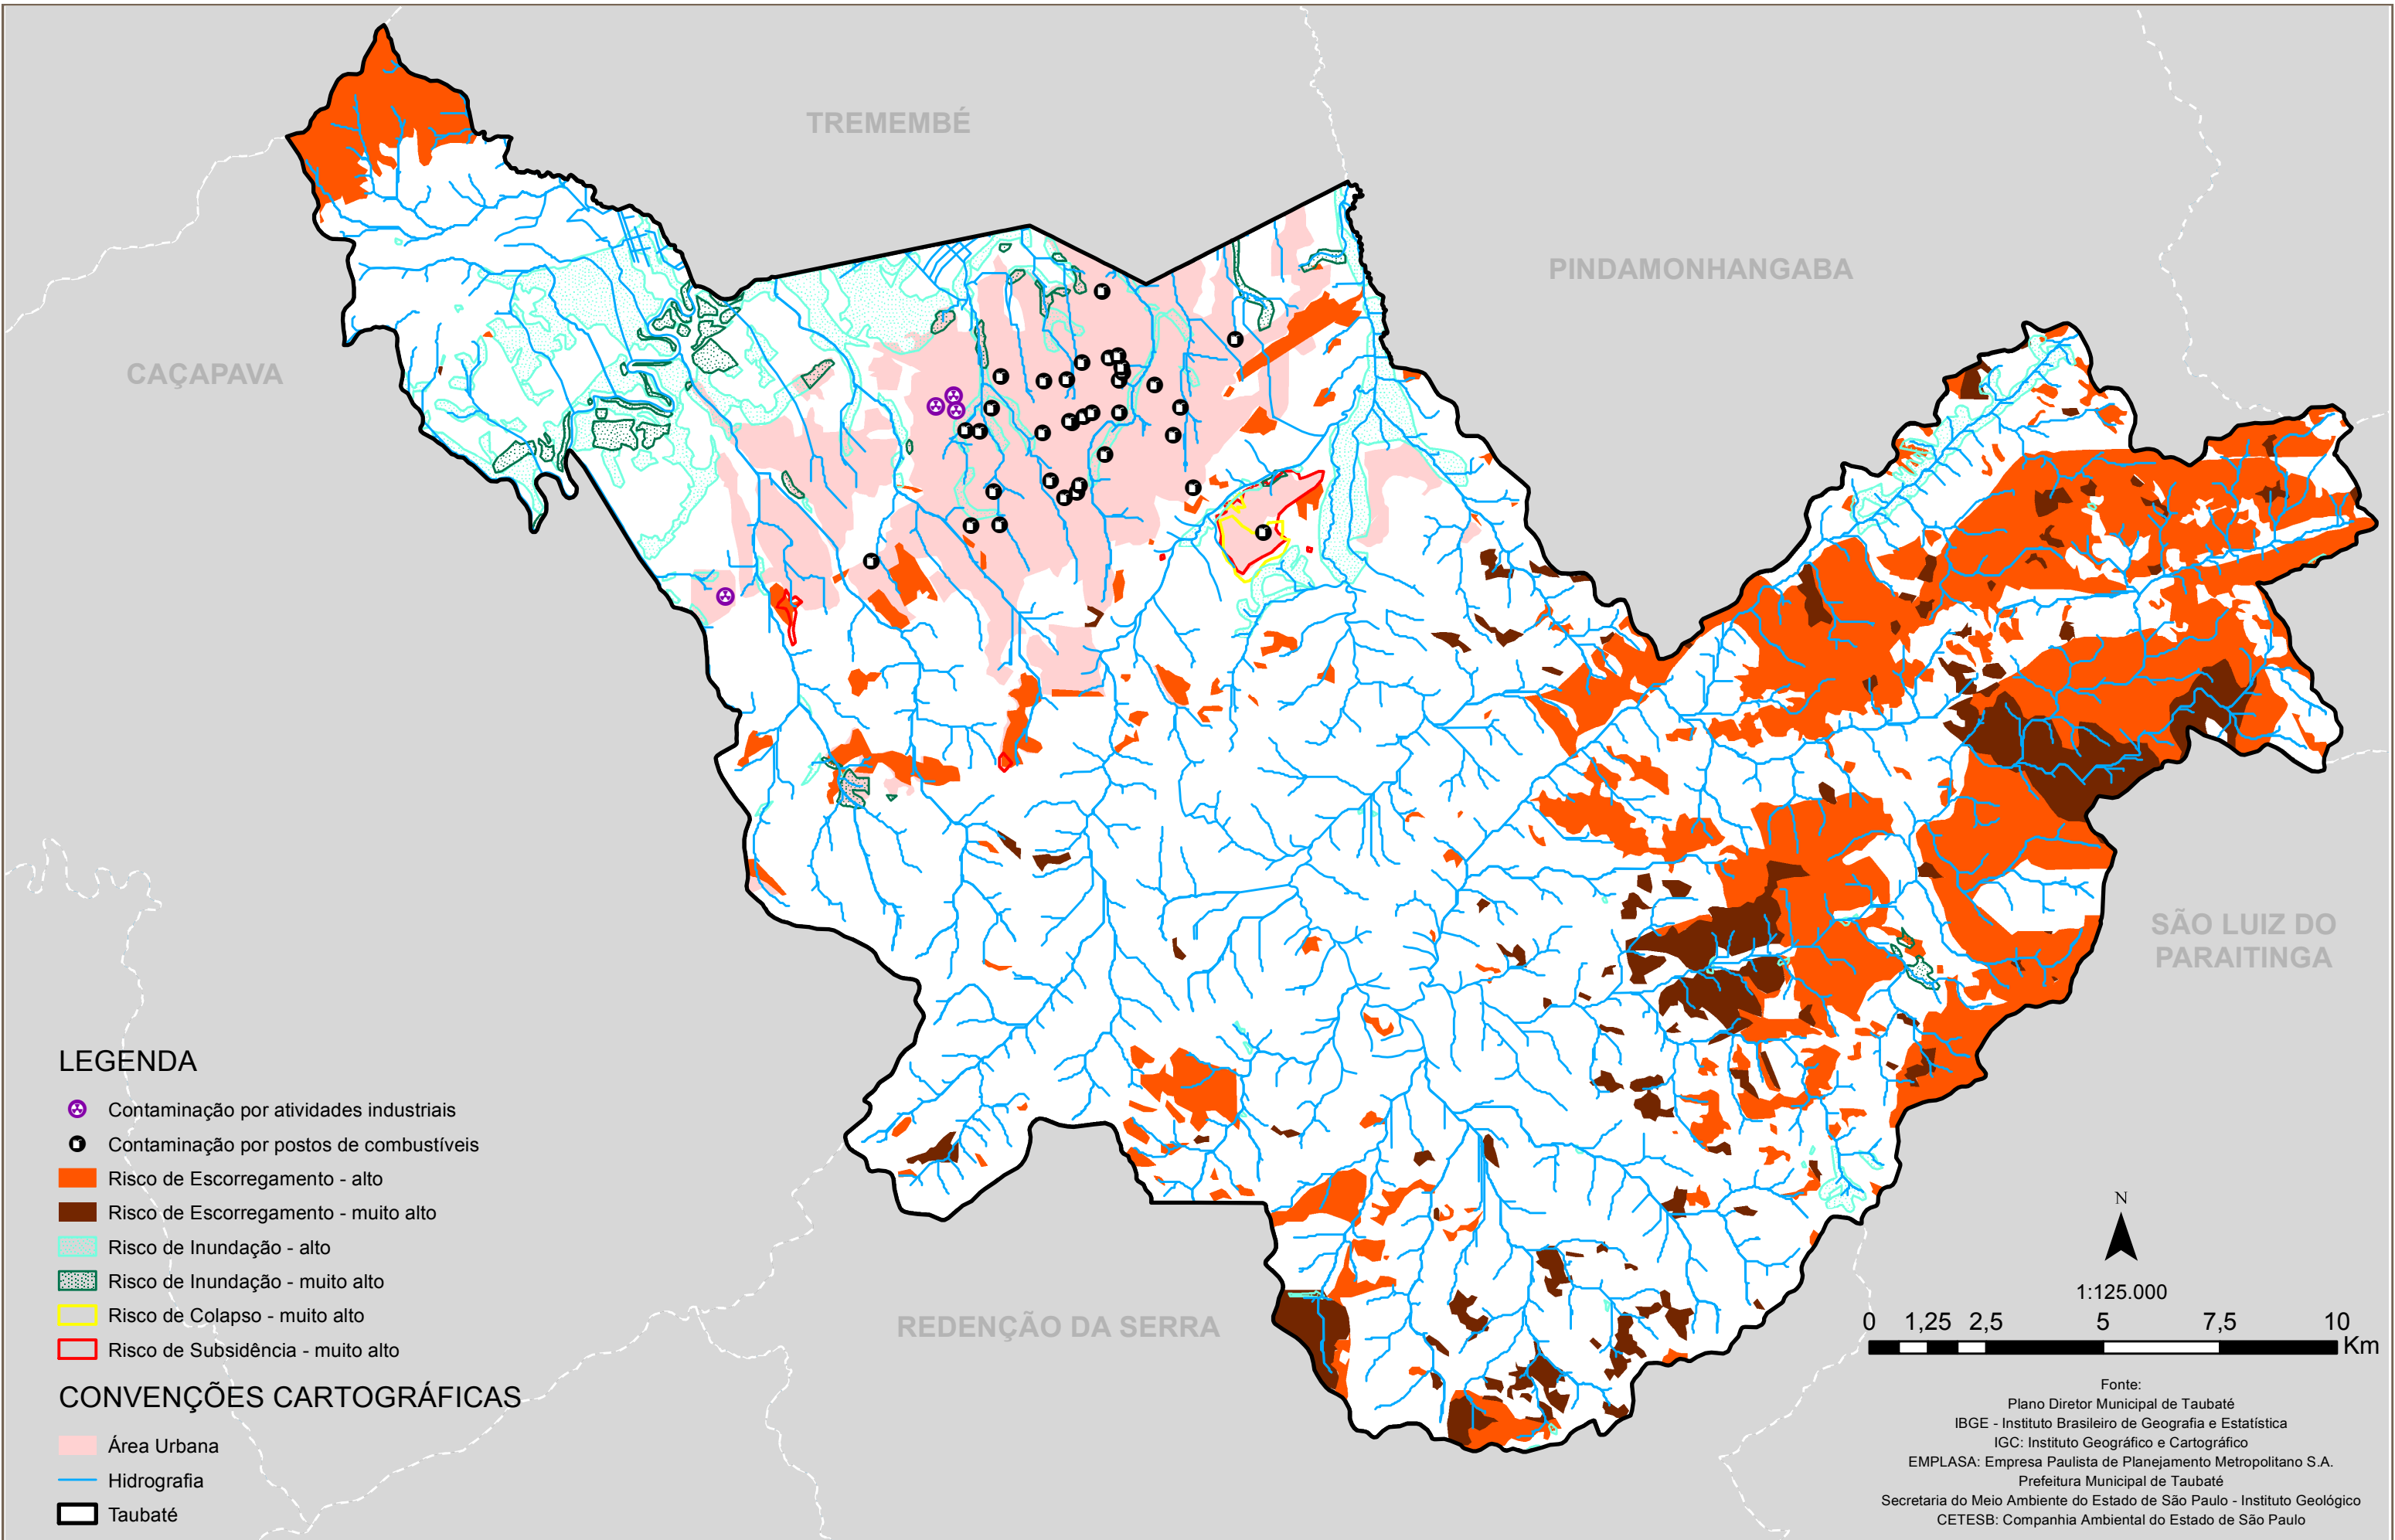 TREMEMBÉ
PINDAMONHANGABA
CAÇAPAVA
SÃO LUIZ DO
PARAITINGA
REDENÇÃO DA SERRA
LEGENDA
Contaminação por atividades industriais
Contaminação por postos de combustíveis
Risco de Escorregamento - alto
Risco de Escorregamento - muito alto
Risco de Inundação - alto
Risco de Inundação - muito alto
Risco de Colapso - muito alto
Risco de Subsidência - muito alto
CONVENÇÕES CARTOGRÁFICAS
Área Urbana
Hidrografia
Taubaté
N
1:125.000
0 1,25 2,5 5 7,5 10
Km
Fonte:
Plano Diretor Municipal de Taubaté
IBGE - Instituto Brasileiro de Geografia e Estatística
IGC: Instituto Geográfico e Cartográfico
EMPLASA: Empresa Paulista de Planejamento Metropolitano S.A.
Prefeitura Municipal de Taubaté
Secretaria do Meio Ambiente do Estado de São Paulo - Instituto Geológico
CETESB: Companhia Ambiental do Estado de São Paulo